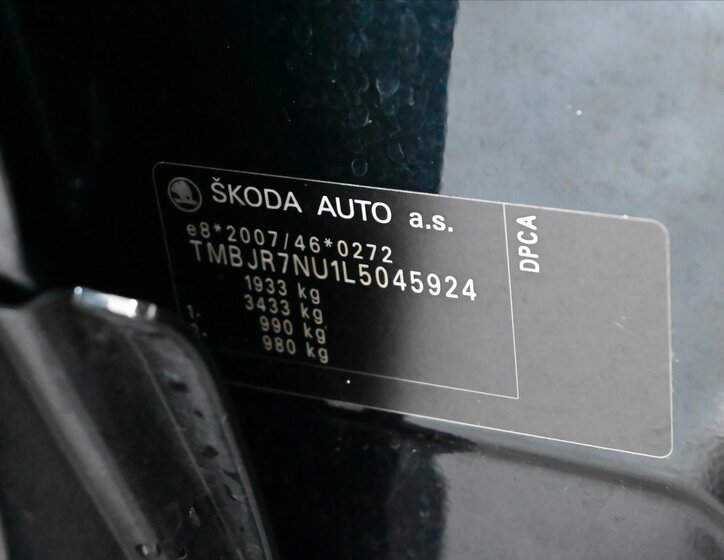 ŠKODA AUTO a.s.
e8*2007/46*0272
TMBJR7NU1L5045924
1933 kg
3433 kg
1. 990 kg
980 kg
DPCA